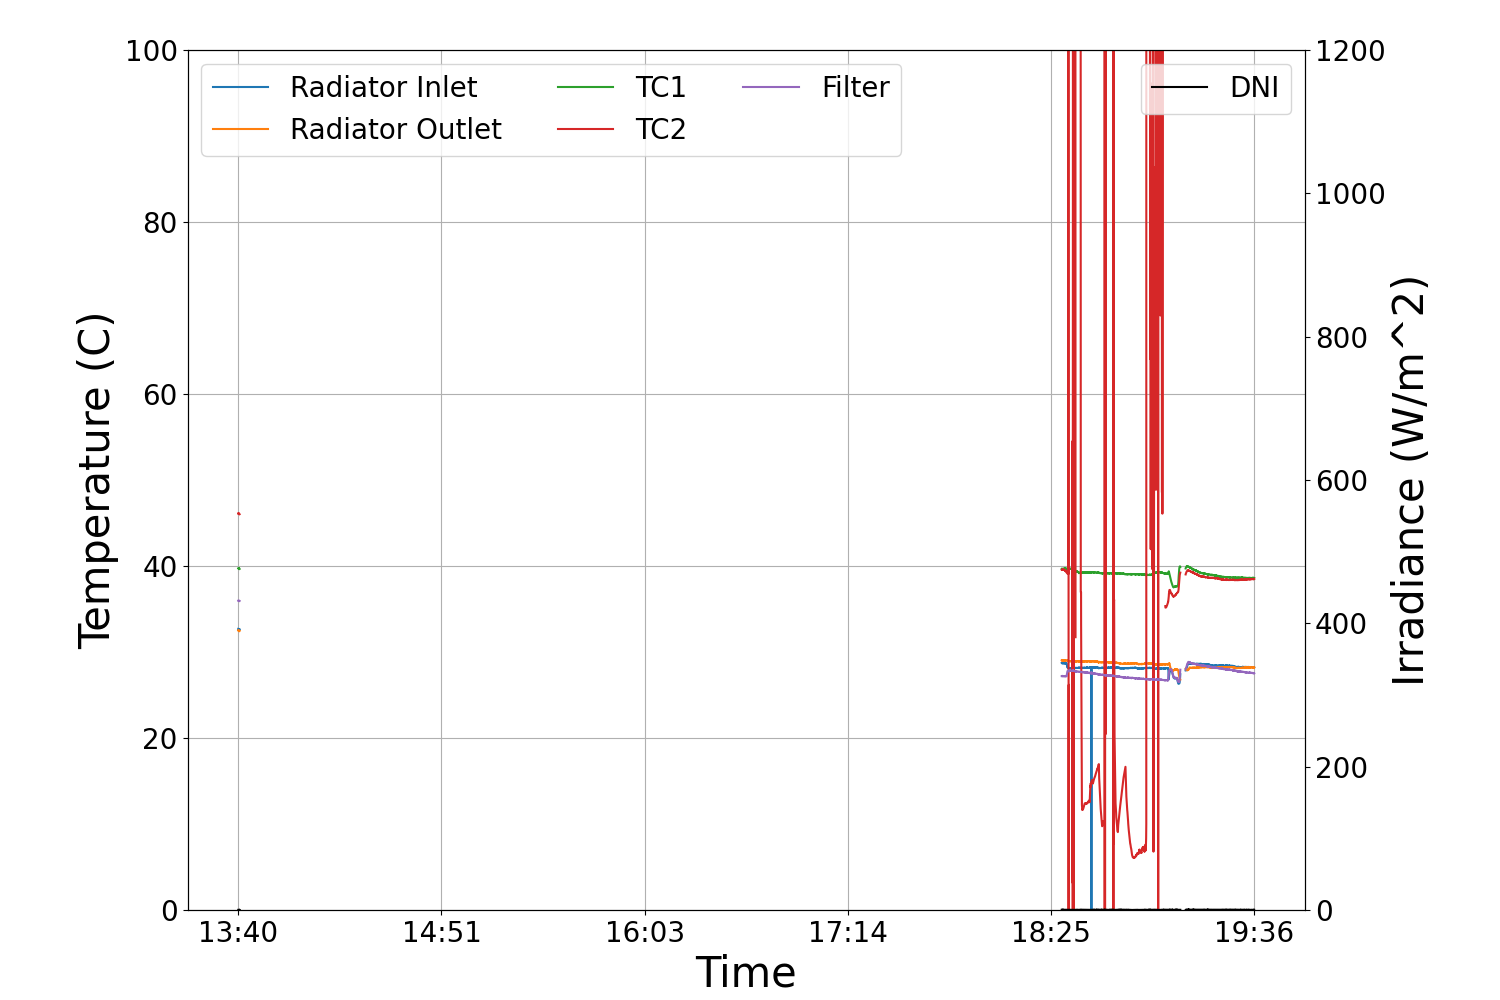 100
80
60
40
20
0
Temperature (C)
Radiator Inlet
Radiator Outlet
TC1
TC2
Filter
DNI
1200
1000
800
600
400
200
0
Irradiance (W/m^2)
13:40 14:51 16:03 17:14 18:25 19:36
Time